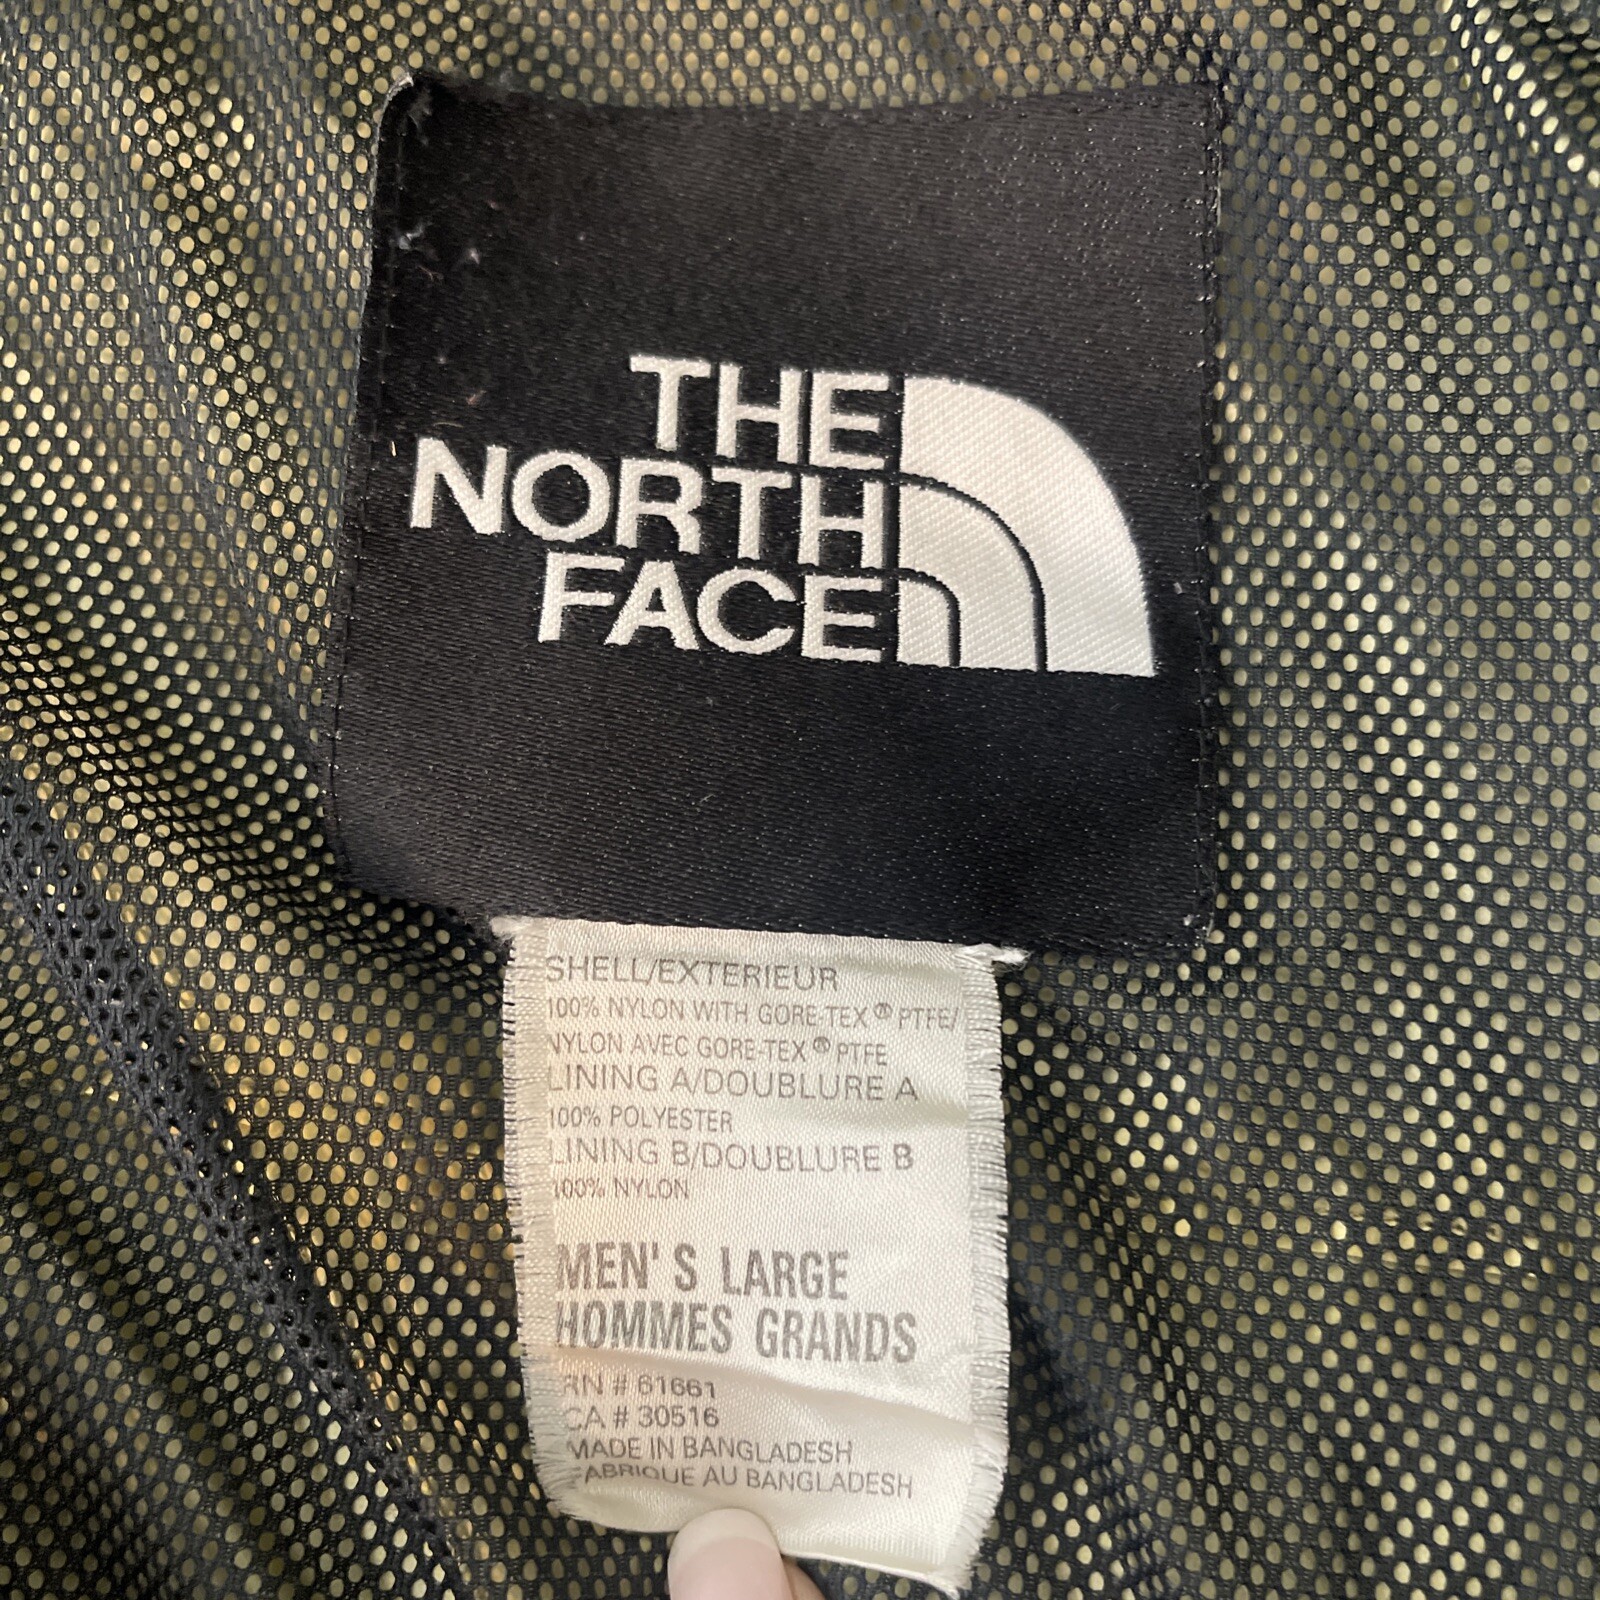 THE
NORTH
FACE
SHELL/EXTERIEUR
100% NYLON WITH GORE-TEX® PTFE/
NYLON AVEC GORE-TEX® PTFE
LINING A/DOUBLURE A
100% POLYESTER
LINING B/DOUBLURE B
100% NYLON
MEN'S LARGE
HOMMES GRANDS
RN # 61661
CA # 30516
MADE IN BANGLADESH
FABRIQUE AU BANGLADESH